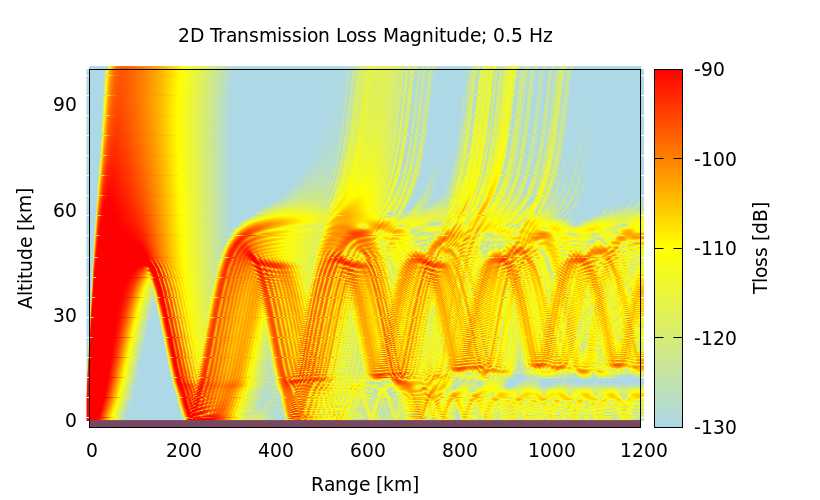 2D Transmission Loss Magnitude; 0.5 Hz
90
60
30
0
Altitude [km]
0 200 400 600 800 1000 1200
Range [km]
-90
-100
-110
-120
-130
Tloss [dB]